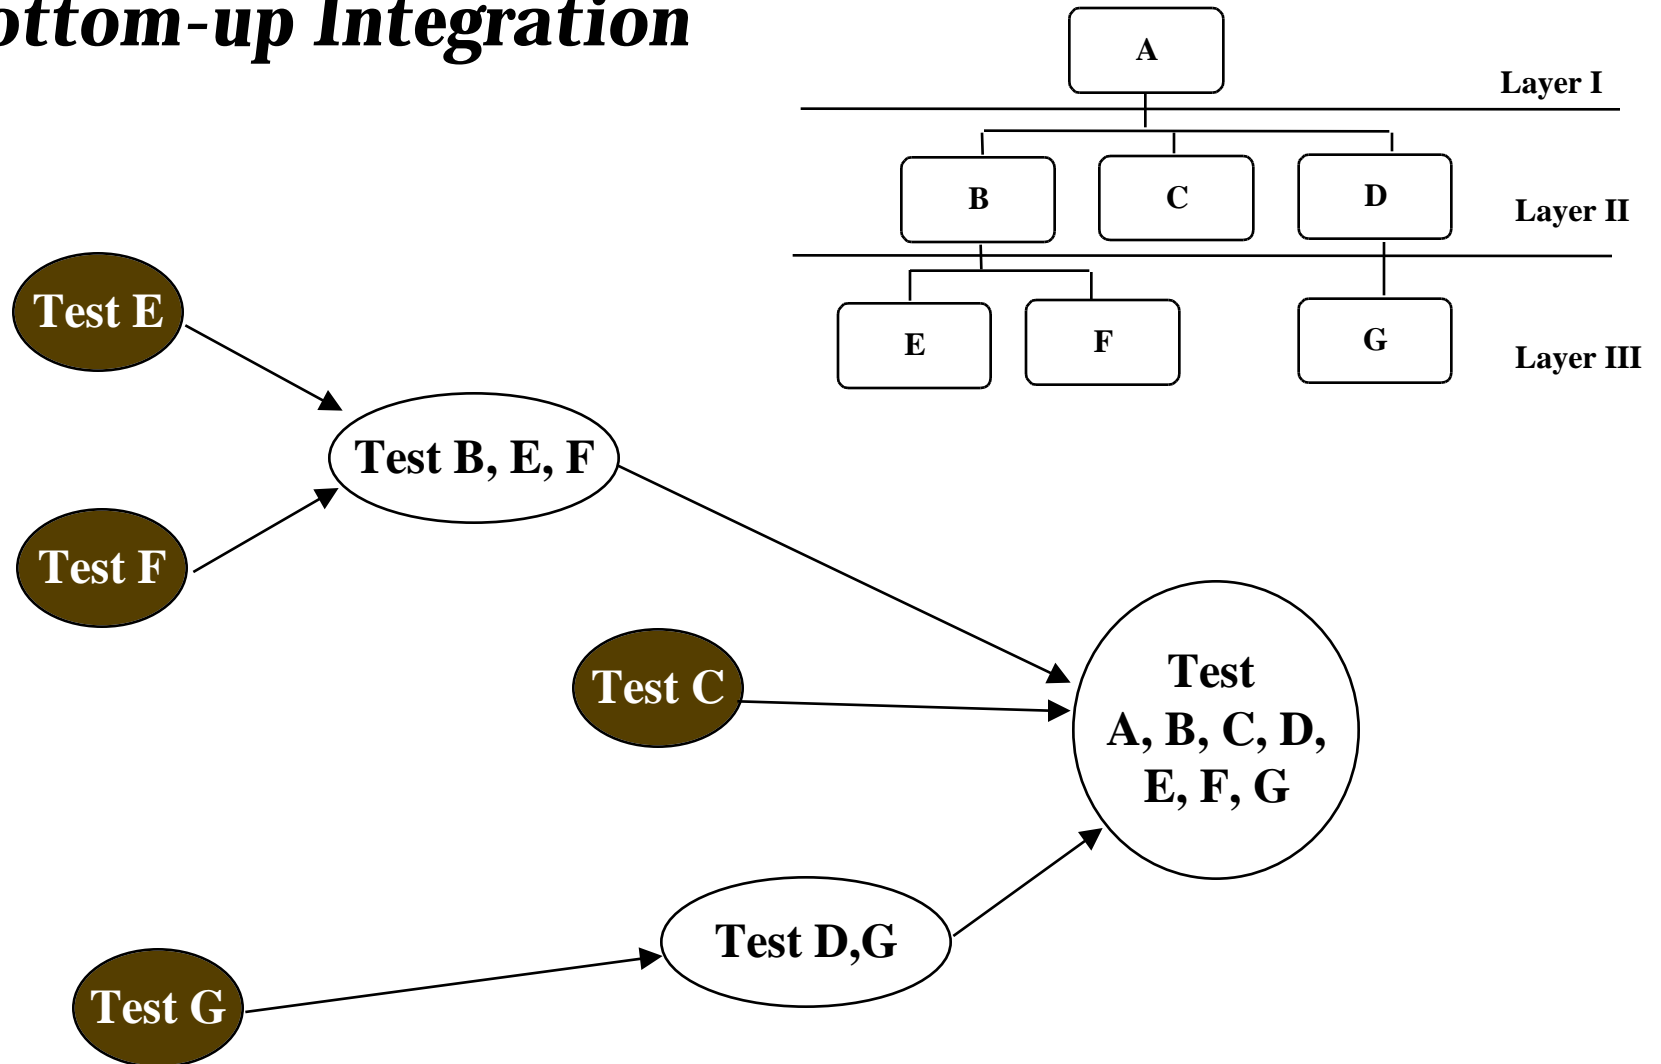 ottom-up Integration
A
Layer I
B
C
D
Layer II
E
F
G
Layer III
Test E
Test B, E, F
Test F
Test C
Test
A, B, C, D,
E, F, G
Test D,G
Test G